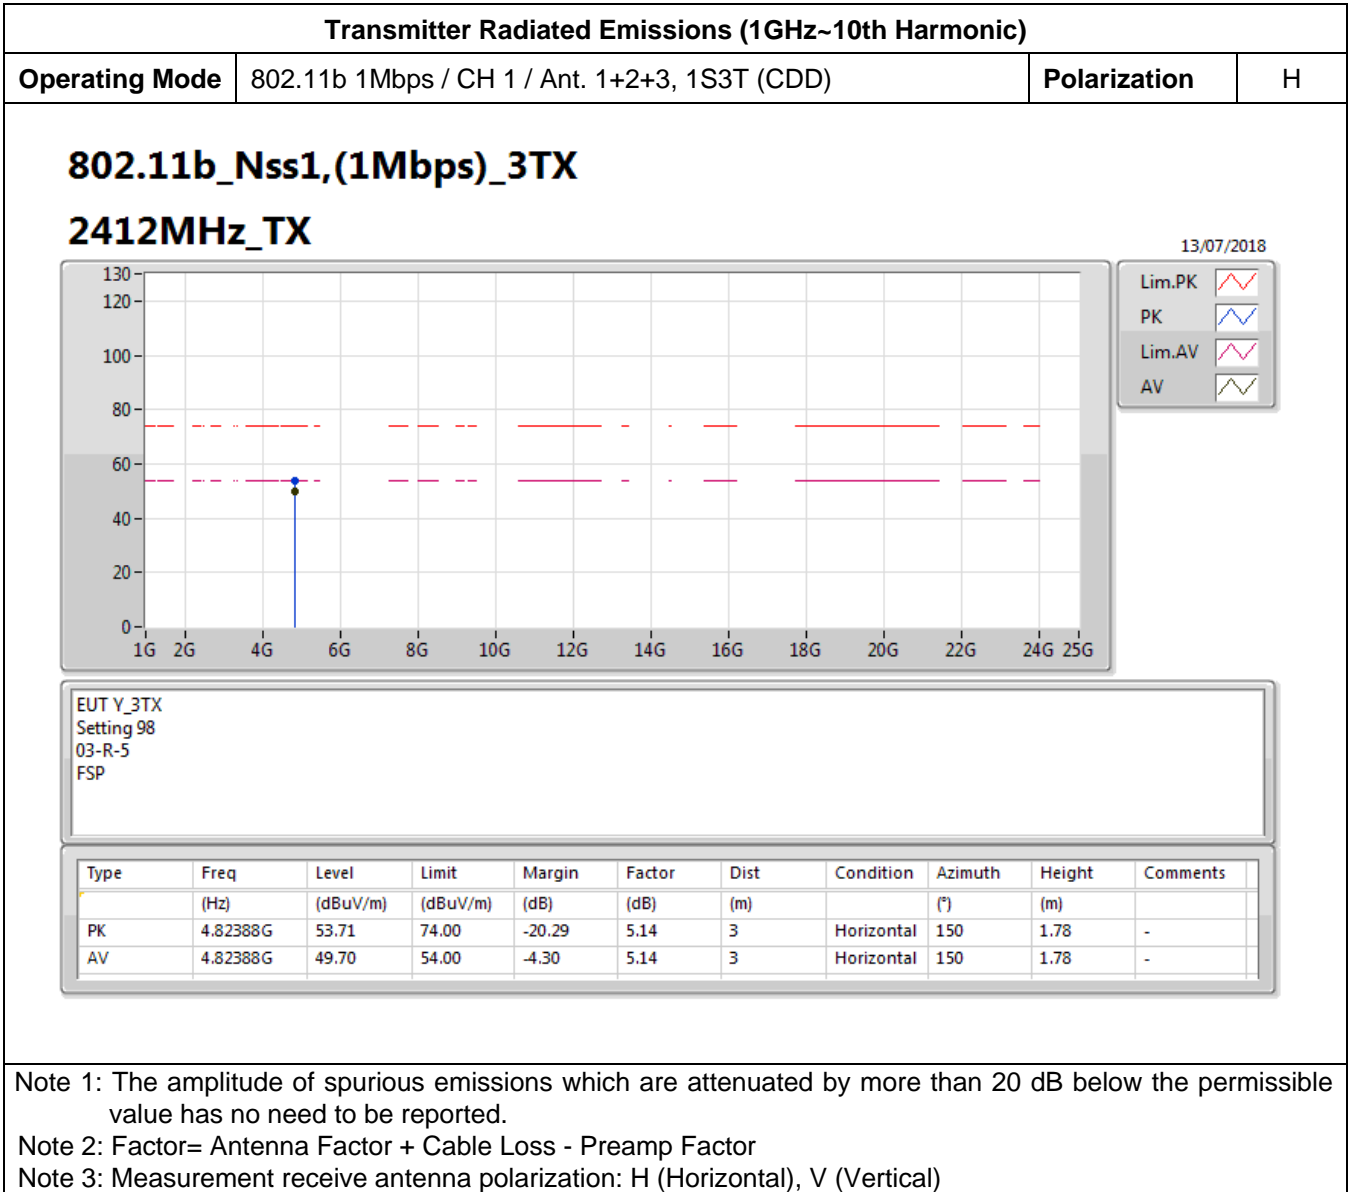 Transmitter Radiated Emissions (1GHz~10th Harmonic)
Operating Mode 802.11b 1Mbps / CH 1 / Ant. 1+2+3, 1S3T (CDD) Polarization H
802.11b_Nss1,(1Mbps)_3TX
2412MHz_TX
13/07/2018
130
120
100
80
60
40
20
0
1G 2G 4G 6G 8G 10G 12G 14G 16G 18G 20G 22G 24G 25G
Lim.PK
PK
Lim.AV
AV
EUT Y_3TX
Setting 98
03-R-5
FSP
Type Freq Level Limit Margin Factor Dist Condition Azimuth Height Comments
(Hz) (dBuV/m) (dBuV/m) (dB) (dB) (m) (°) (m)
PK 4.82388G 53.71 74.00 -20.29 5.14 3 Horizontal 150 1.78 -
AV 4.82388G 49.70 54.00 -4.30 5.14 3 Horizontal 150 1.78 -
Note 1: The amplitude of spurious emissions which are attenuated by more than 20 dB below the permissible
value has no need to be reported.
Note 2: Factor= Antenna Factor + Cable Loss - Preamp Factor
Note 3: Measurement receive antenna polarization: H (Horizontal), V (Vertical)